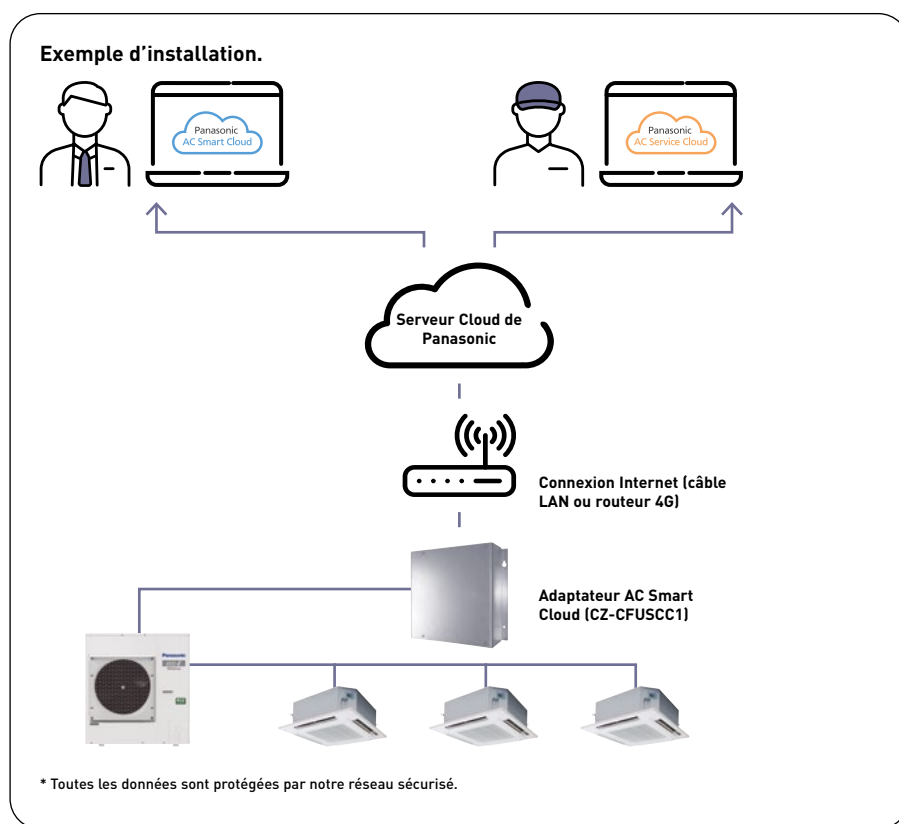 Exemple d’installation.
Panasonic
AC Smart Cloud
Panasonic
AC Service Cloud
Serveur Cloud de
Panasonic
Connexion Internet (câble
LAN ou routeur 4G)
Adaptateur AC Smart
Cloud (CZ-CFUSCC1)
Panasonic
* Toutes les données sont protégées par notre réseau sécurisé.